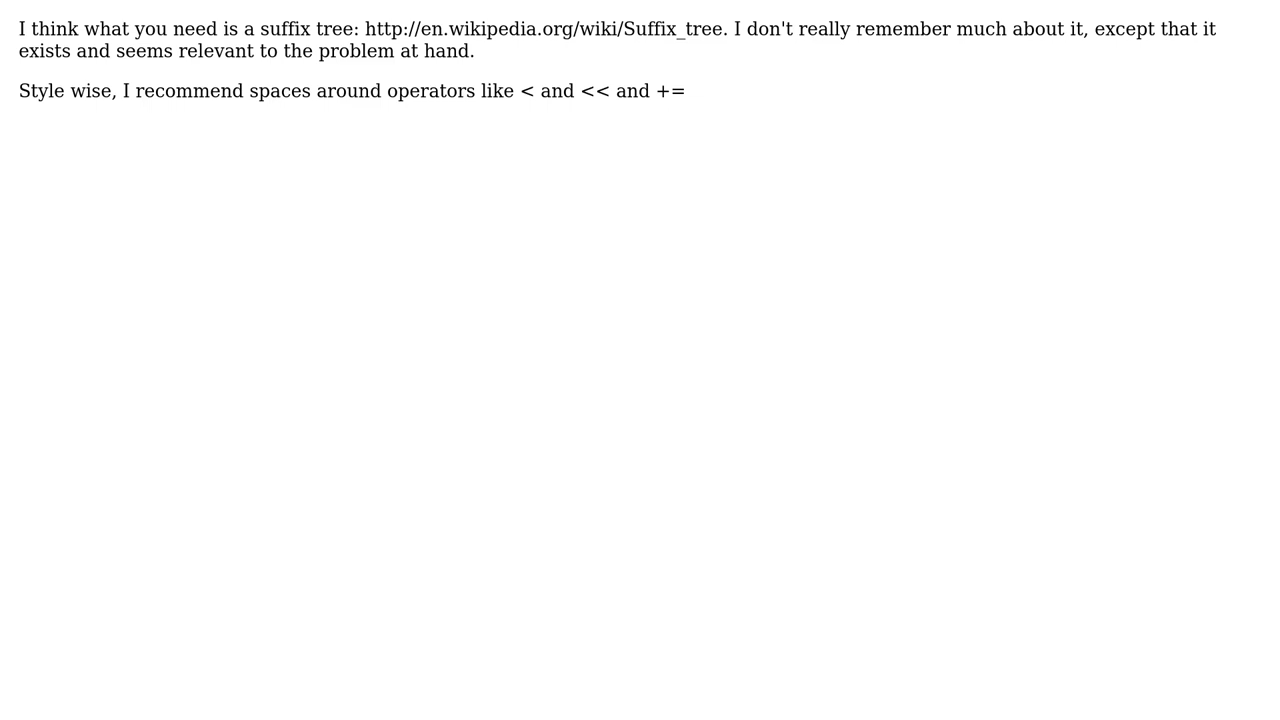 I think what you need is a suffix tree: http://en.wikipedia.org/wiki/Suffix_tree. I don't really remember much about it, except that it
exists and seems relevant to the problem at hand.
Style wise, I recommend spaces around operators like < and << and +=